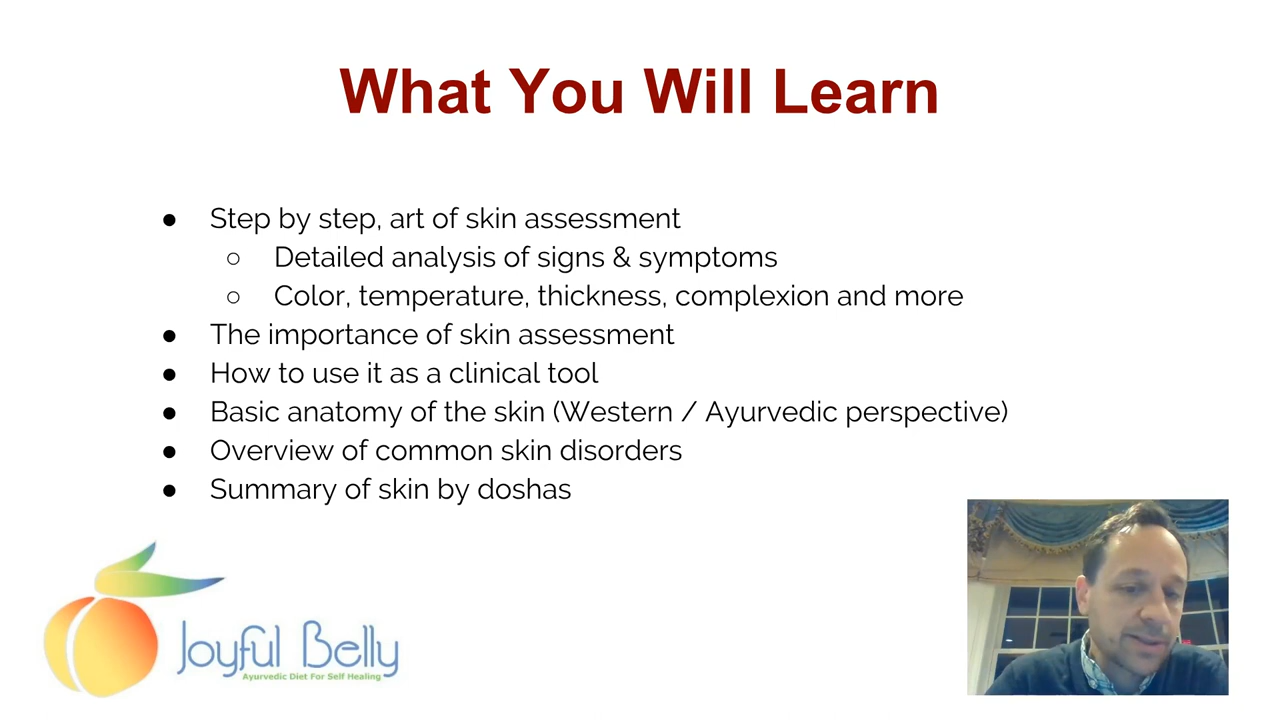 What You Will Learn
● Step by step, art of skin assessment
○ Detailed analysis of signs & symptoms
○ Color, temperature, thickness, complexion and more
● The importance of skin assessment
● How to use it as a clinical tool
● Basic anatomy of the skin (Western / Ayurvedic perspective)
● Overview of common skin disorders
● Summary of skin by doshas
Joyful Belly
Ayurvedic Diet For Self Healing